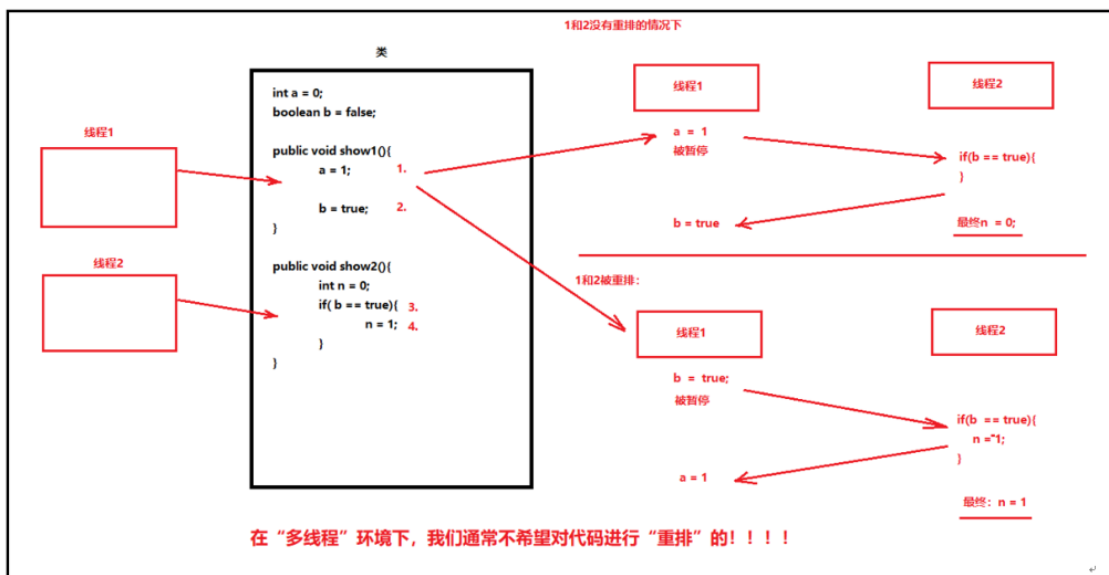 1和2没有重排的情况下
类
int a = 0;
boolean b = false;
public void show1(){
a = 1; 1.
b = true; 2.
}
public void show2(){
int n = 0;
if( b == true){ 3.
n = 1; 4.
}
}
线程1
线程2
线程1
线程2
a = 1
被暂停
if(b == true){
}
b = true
最终n = 0;
1和2被重排：
线程1
线程2
b = true;
被暂停
if(b == true){
n = 1;
}
a = 1
最终：n = 1
在“多线程”环境下，我们通常不希望对代码进行“重排”的！！！！